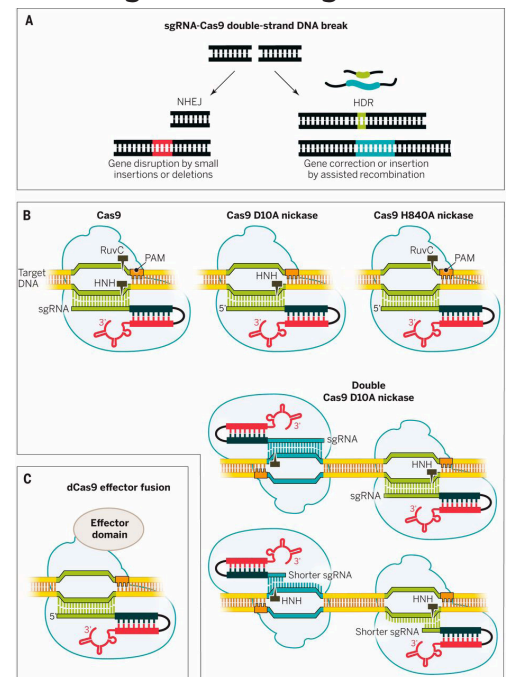 A
sgRNA-Cas9 double-strand DNA break
NHEJ
HDR
Gene disruption by small
insertions or deletions
Gene correction or insertion
by assisted recombination
B
Cas9
Cas9 D10A nickase
Cas9 H840A nickase
RuvC
PAM
Target
DNA
HNH
sgRNA
3'
HNH
5'
3'
RuvC
PAM
5'
3'
Double
Cas9 D10A nickase
3'
sgRNA
HNH
sgRNA
3'
3'
Shorter sgRNA
HNH
HNH
Shorter sgRNA
3'
C
dCas9 effector fusion
Effector
domain
5'
3'